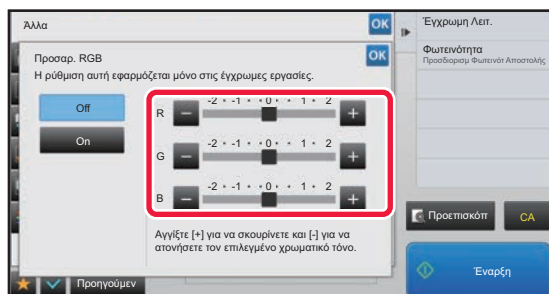 Άλλα
OK
Έγχρωμη Λειτ.
Φωτεινότητα
Προσδιορισμ Φωτεινότ Αποστολής
Προσαρ. RGB
OK
Η ρύθμιση αυτή εφαρμόζεται μόνο στις έγχρωμες εργασίες.
Off
On
-2 • -1 • • 0 • • 1 • 2
R − +
-2 • -1 • • 0 • • 1 • 2
G − +
-2 • -1 • • 0 • • 1 • 2
B − +
Αγγίξτε [+] για να σκουρίνετε και [-] για να
ατονήσετε τον επιλεγμένο χρωματικό τόνο.
Προεπισκόπ
CA
Προηγούμεν
Έναρξη